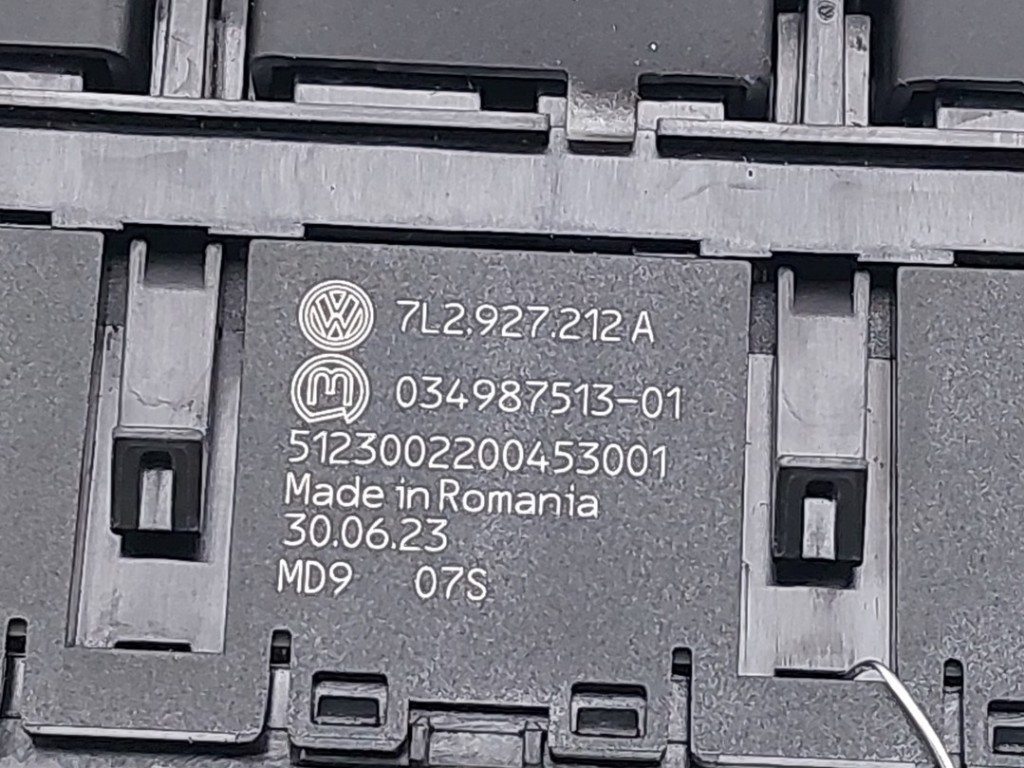 7L2.927.212 A
034987513-01
5123002200453001
Made in Romania
30.06.23
MD9 07S